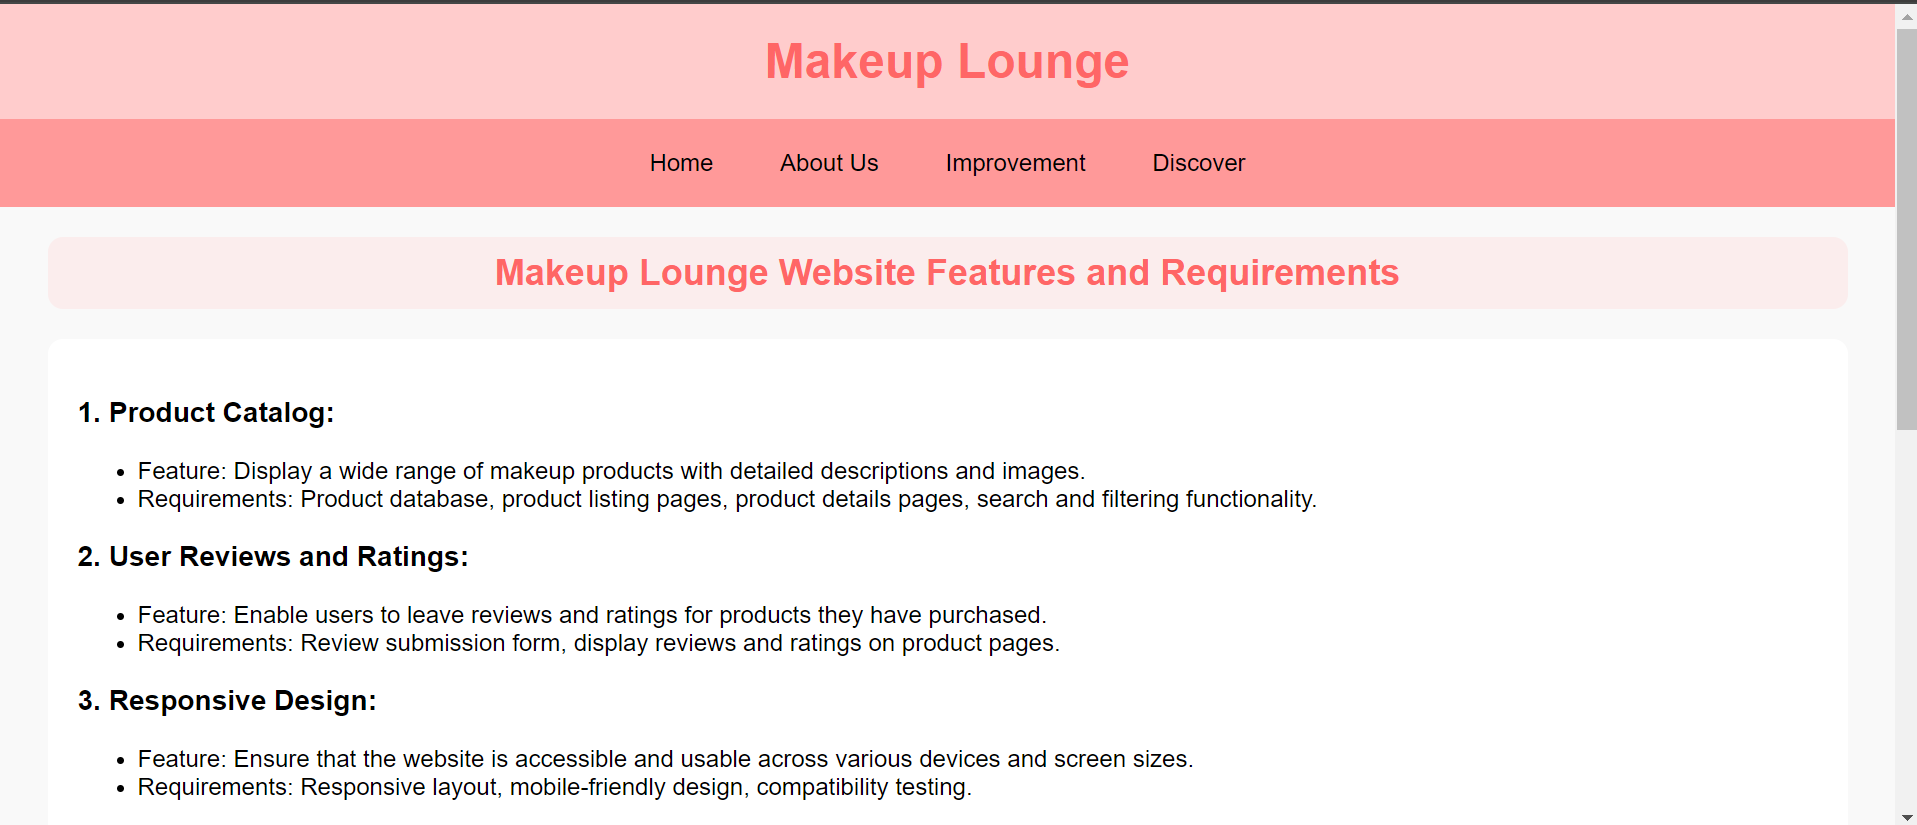 Makeup Lounge
Home About Us Improvement Discover
Makeup Lounge Website Features and Requirements
1. Product Catalog:
• Feature: Display a wide range of makeup products with detailed descriptions and images.
• Requirements: Product database, product listing pages, product details pages, search and filtering functionality.
2. User Reviews and Ratings:
• Feature: Enable users to leave reviews and ratings for products they have purchased.
• Requirements: Review submission form, display reviews and ratings on product pages.
3. Responsive Design:
• Feature: Ensure that the website is accessible and usable across various devices and screen sizes.
• Requirements: Responsive layout, mobile-friendly design, compatibility testing.